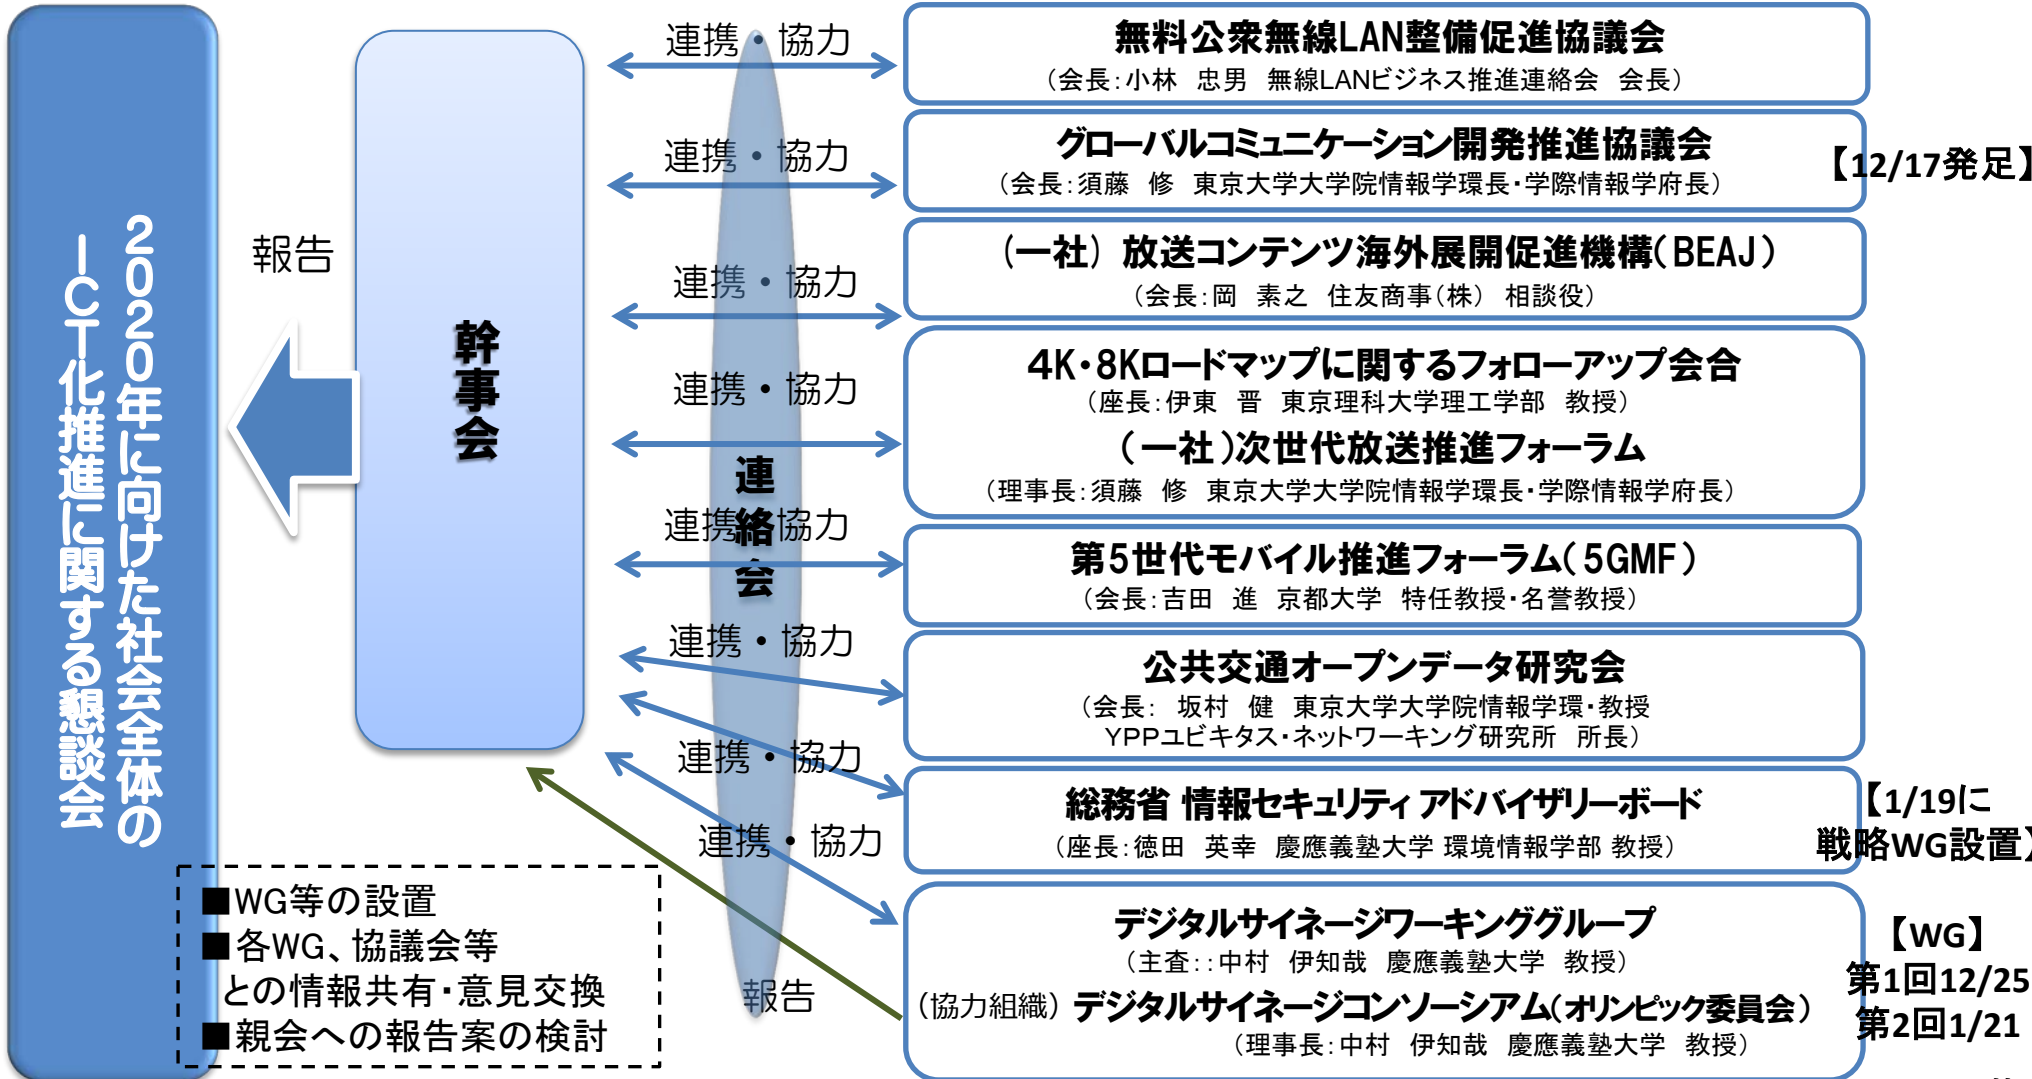 2020年に向けた社会全体の
ICT化推進に関する懇談会
報告
幹事会
■WG等の設置
■各WG、協議会等
との情報共有・意見交換
■親会への報告案の検討
連絡会
連携・協力
無料公衆無線LAN整備促進協議会
(会長:小林 忠男 無線LANビジネス推進連絡会 会長)
連携・協力
グローバルコミュニケーション開発推進協議会
(会長:須藤 修 東京大学大学院情報学環長・学際情報学府長)
【12/17発足】
連携・協力
(一社) 放送コンテンツ海外展開促進機構(BEAJ)
(会長:岡 素之 住友商事(株) 相談役)
連携・協力
4K・8Kロードマップに関するフォローアップ会合
(座長:伊東 晋 東京理科大学理工学部 教授)
(一社)次世代放送推進フォーラム
(理事長:須藤 修 東京大学大学院情報学環長・学際情報学府長)
連携・協力
第5世代モバイル推進フォーラム(5GMF)
(会長:吉田 進 京都大学 特任教授・名誉教授)
連携・協力
公共交通オープンデータ研究会
(会長: 坂村 健 東京大学大学院情報学環・教授
YPPユビキタス・ネットワーキング研究所 所長)
連携・協力
総務省 情報セキュリティ アドバイザリーボード
(座長:徳田 英幸 慶應義塾大学 環境情報学部 教授)
【1/19に
戦略WG設置】
連携・協力
デジタルサイネージワーキンググループ
(主査::中村 伊知哉 慶應義塾大学 教授)
報告
(協力組織) デジタルサイネージコンソーシアム(オリンピック委員会)
(理事長:中村 伊知哉 慶應義塾大学 教授)
【WG】
第1回12/25
第2回1/21